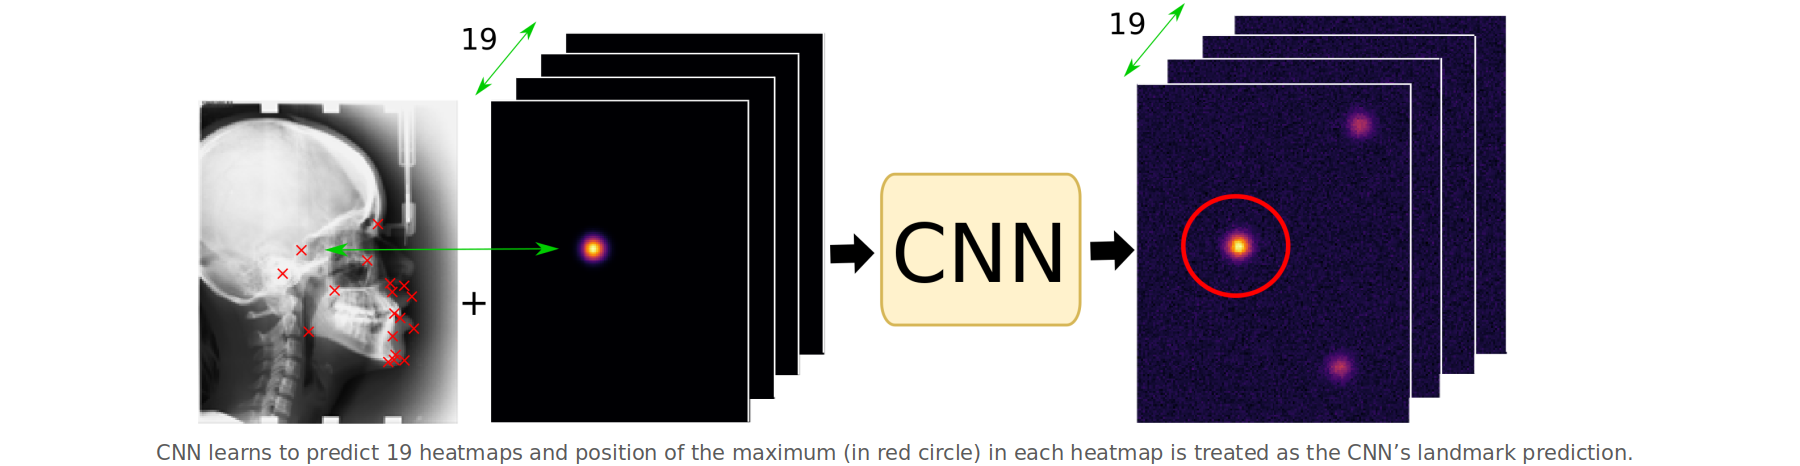 19
19
+
CNN
CNN learns to predict 19 heatmaps and position of the maximum (in red circle) in each heatmap is treated as the CNN’s landmark prediction.